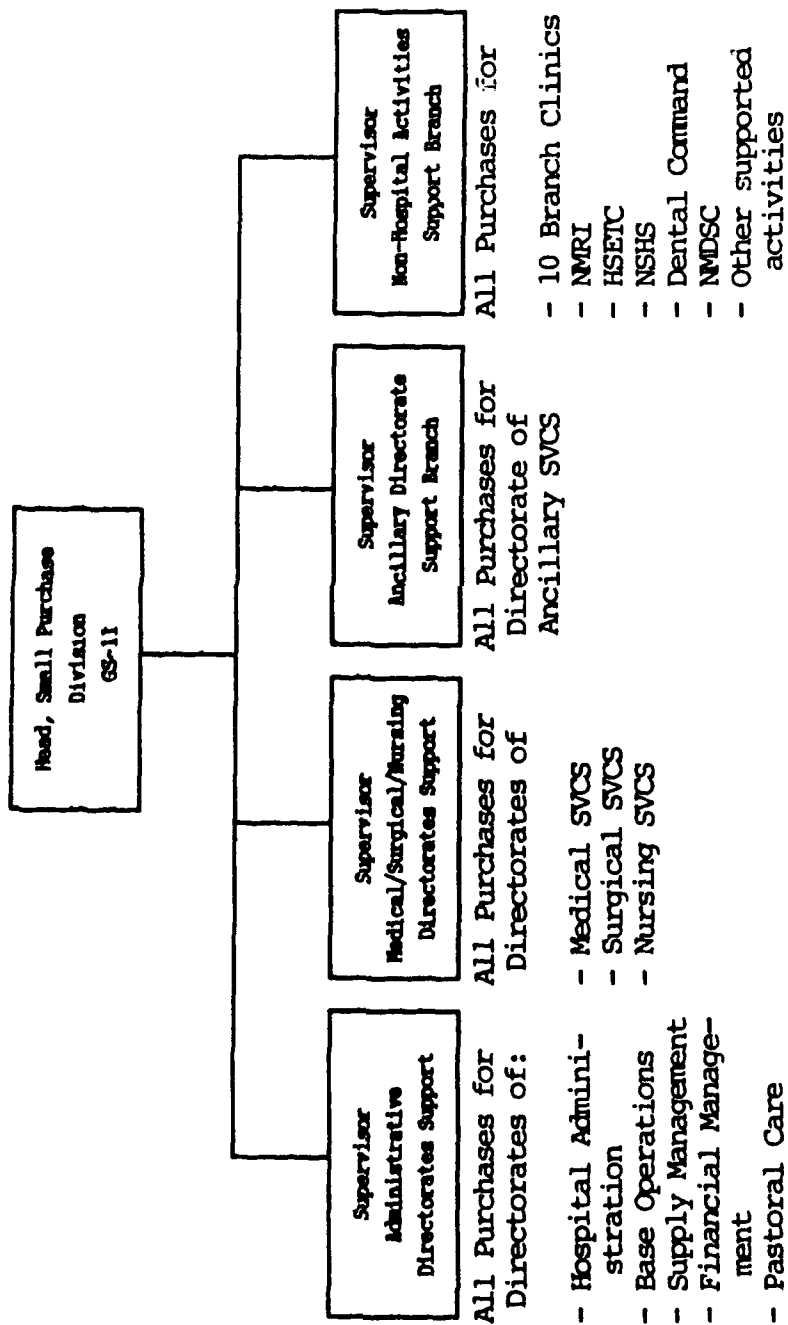 Head, Small Purchase
Division
GS-11
Supervisor
Administrative
Directorates Support
All Purchases for
Directorates of:
- Hospital Admini-
stration
- Base Operations
- Supply Management
- Financial Manage-
ment
- Pastoral Care
Supervisor
Medical/Surgical/Nursing
Directorates Support
All Purchases for
Directorates of
- Medical SVCS
- Surgical SVCS
- Nursing SVCS
Supervisor
Ancillary Directorate
Support Branch
All Purchases for
Directorate of
Ancillary SVCS
Supervisor
Non-Hospital Activities
Support Branch
All Purchases for
- 10 Branch Clinics
- NMRI
- HSETC
- NSHS
- Dental Command
- NMDSC
- Other supported
activities